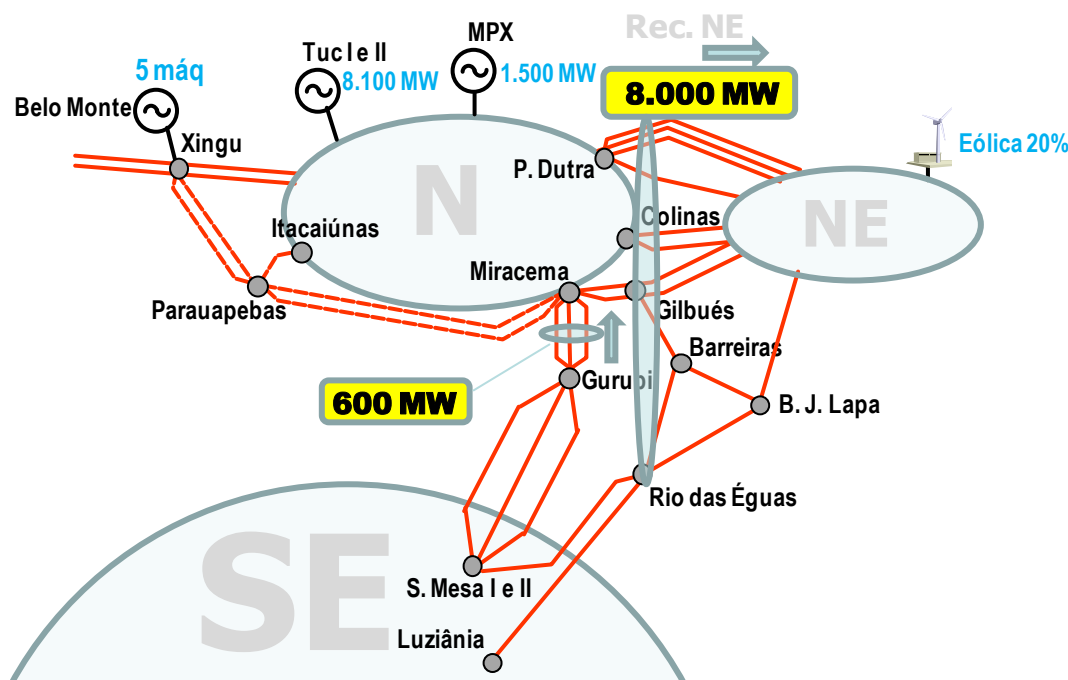 MPX
Rec. NE
Tuc I e II
5 máq
8.100 MW
1.500 MW
8.000 MW
Belo Monte
Xingu
Eólica 20%
P. Dutra
N
Itacaiúnas
Colinas
NE
Miracema
Parauapebas
Gilbués
Barreiras
Gurupi
600 MW
B. J. Lapa
Rio das Éguas
SE
S. Mesa I e II
Luziânia